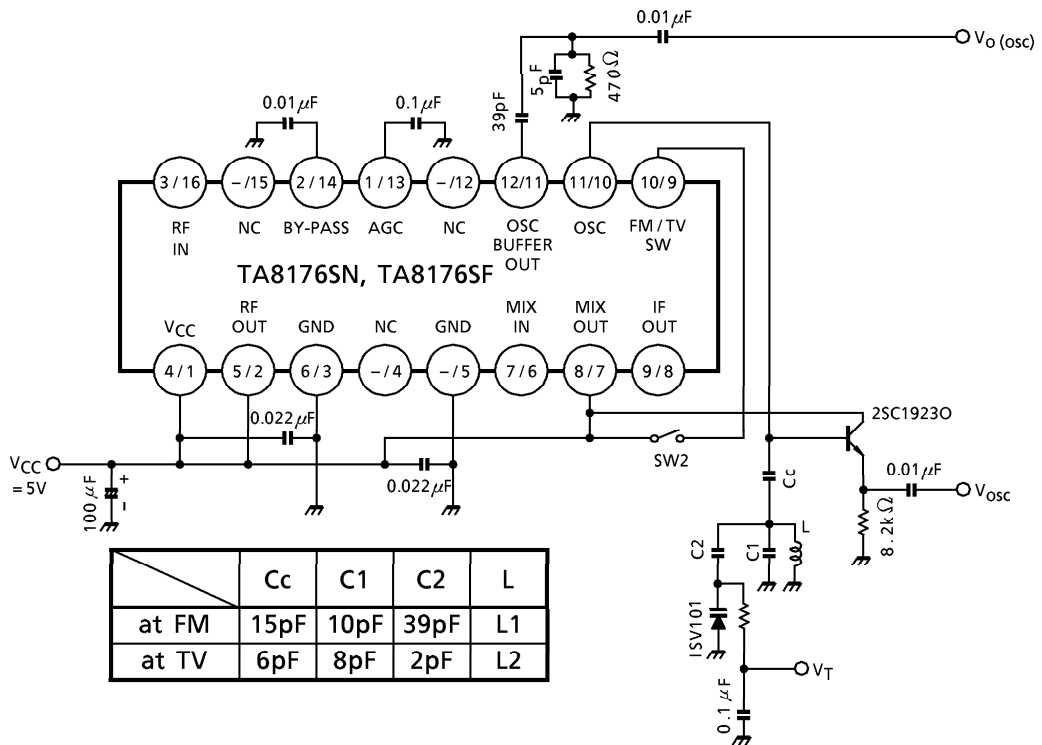 0.01μF
VO (OSC)
5pF
470Ω
39pF
0.01μF
0.1μF
3 / 16
– /15
2 / 14
1 / 13
– /12
12/11
11/10
10/ 9
RF IN
NC
BY-PASS
AGC
NC
OSC BUFFER OUT
OSC
FM / TV SW
TA8176SN, TA8176SF
VCC
RF OUT
GND
NC
GND
MIX IN
MIX OUT
IF OUT
4 / 1
5 / 2
6 / 3
– / 4
– / 5
7 / 6
8 / 7
9 / 8
0.022μF
2SC1923O
VCC
= 5V
100μF
+
–
0.022μF
SW2
Cc
0.01μF
VOSC
8.2kΩ
C2
C1
L
1SV101
VT
0.1μF
Cc C1 C2 L
at FM 15pF 10pF 39pF L1
at TV 6pF 8pF 2pF L2